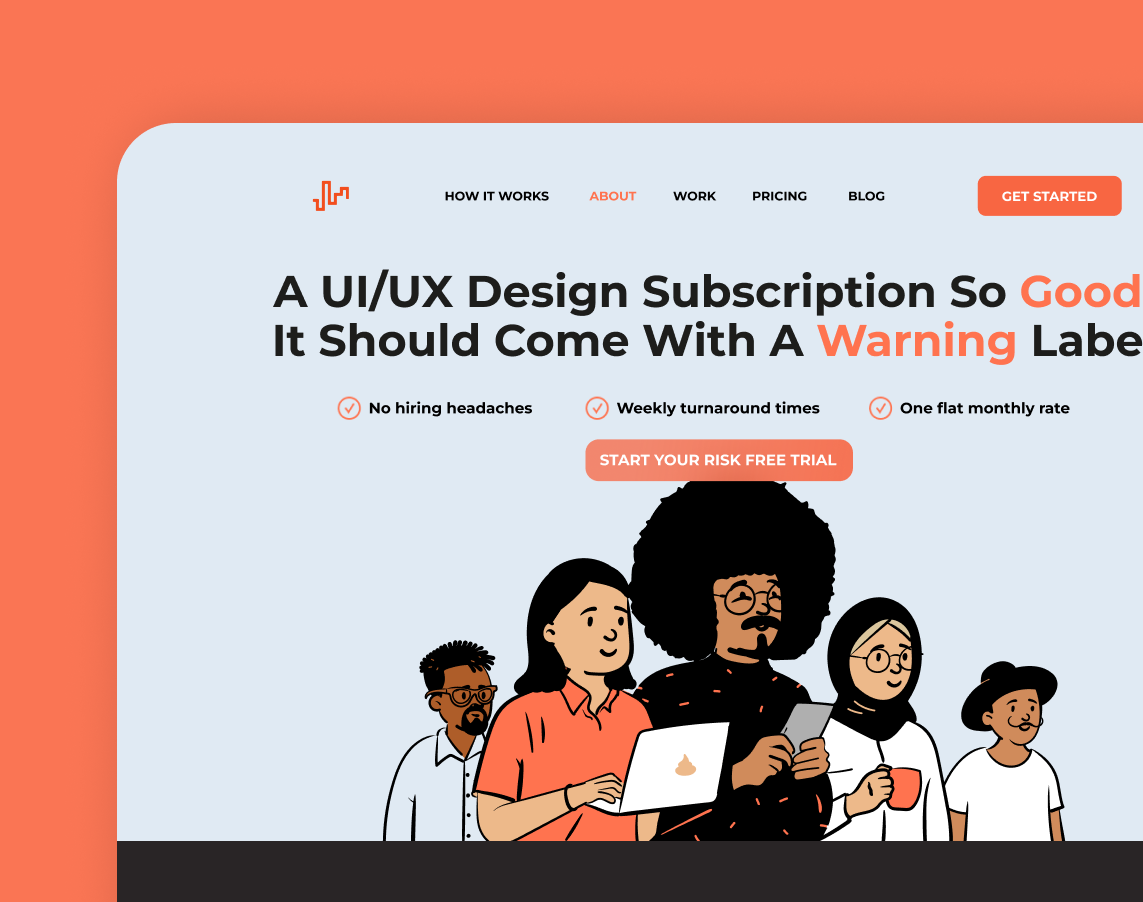 HOW IT WORKS ABOUT WORK PRICING BLOG GET STARTED
A UI/UX Design Subscription So Good
It Should Come With A Warning Labe
No hiring headaches Weekly turnaround times One flat monthly rate
START YOUR RISK FREE TRIAL